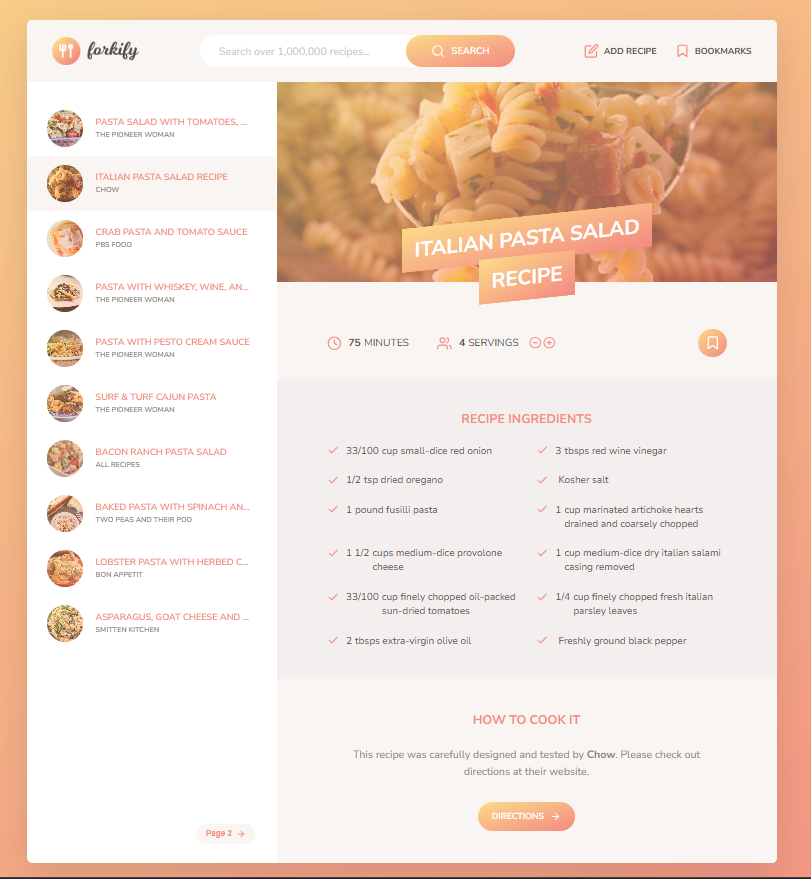 forkify
Search over 1,000,000 recipes...
SEARCH
ADD RECIPE
BOOKMARKS
PASTA SALAD WITH TOMATOES, ...
THE PIONEER WOMAN
ITALIAN PASTA SALAD RECIPE
CHOW
CRAB PASTA AND TOMATO SAUCE
PBS FOOD
PASTA WITH WHISKEY, WINE, AN...
THE PIONEER WOMAN
PASTA WITH PESTO CREAM SAUCE
THE PIONEER WOMAN
SURF & TURF CAJUN PASTA
THE PIONEER WOMAN
BACON RANCH PASTA SALAD
ALL RECIPES
BAKED PASTA WITH SPINACH AN...
TWO PEAS AND THEIR POD
LOBSTER PASTA WITH HERBED C...
BON APPETIT
ASPARAGUS, GOAT CHEESE AND ...
SMITTEN KITCHEN
Page 2
ITALIAN PASTA SALAD
RECIPE
75 MINUTES
4 SERVINGS
RECIPE INGREDIENTS
33/100 cup small-dice red onion
3 tbsps red wine vinegar
1/2 tsp dried oregano
Kosher salt
1 pound fusilli pasta
1 cup marinated artichoke hearts
drained and coarsely chopped
1 1/2 cups medium-dice provolone
cheese
1 cup medium-dice dry italian salami
casing removed
33/100 cup finely chopped oil-packed
sun-dried tomatoes
1/4 cup finely chopped fresh italian
parsley leaves
2 tbsps extra-virgin olive oil
Freshly ground black pepper
HOW TO COOK IT
This recipe was carefully designed and tested by Chow. Please check out
directions at their website.
DIRECTIONS